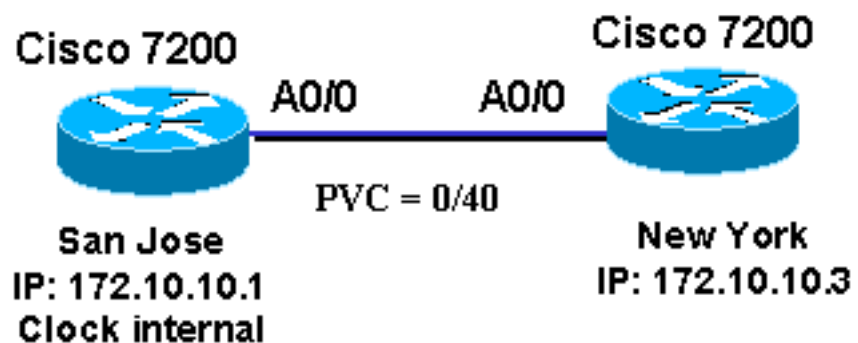 Cisco 7200
Cisco 7200
A0/0
A0/0
PVC = 0/40
San Jose
IP: 172.10.10.1
Clock internal
New York
IP: 172.10.10.3